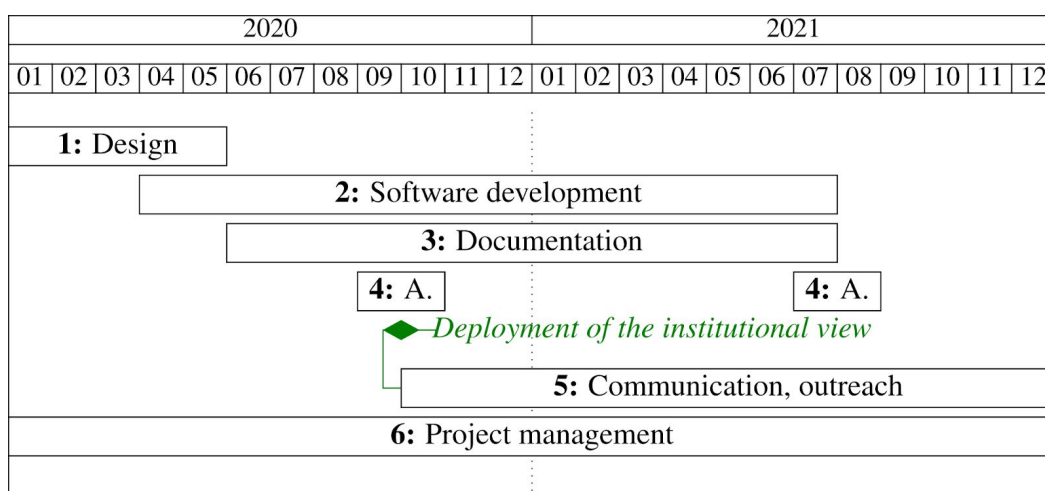 2020 2021
01 02 03 04 05 06 07 08 09 10 11 12 01 02 03 04 05 06 07 08 09 10 11 12
1: Design
2: Software development
3: Documentation
4: A. 4: A.
Deployment of the institutional view
5: Communication, outreach
6: Project management